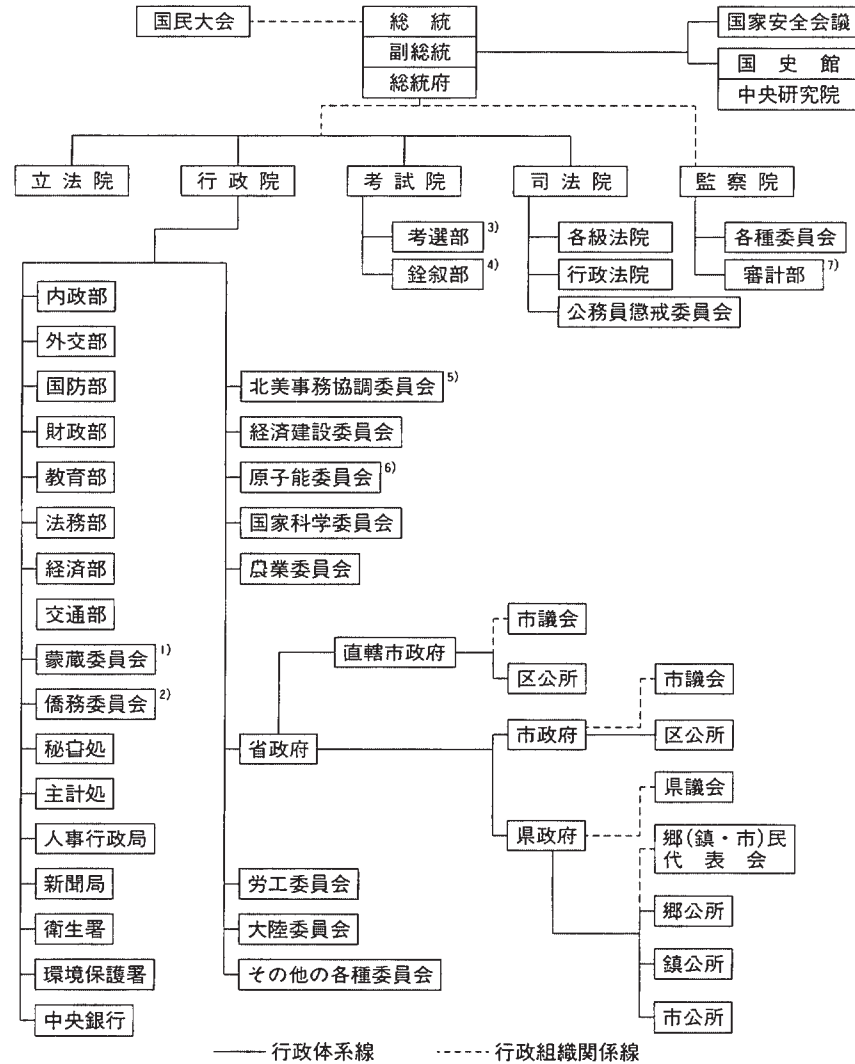 国民大会
総統
副総統
総統府
国家安全会議
国史館
中央研究院
立法院
行政院
考試院
司法院
監察院
考選部 3)
銓叙部 4)
各級法院
行政法院
公務員懲戒委員会
各種委員会
審計部 7)
内政部
外交部
国防部
財政部
教育部
法務部
経済部
交通部
蒙蔵委員会 1)
僑務委員会 2)
秘書処
主計処
人事行政局
新聞局
衛生署
環境保護署
中央銀行
北美事務協調委員会 5)
経済建設委員会
原子能委員会 6)
国家科学委員会
農業委員会
省政府
労工委員会
大陸委員会
その他の各種委員会
直轄市政府
市議会
区公所
市政府
市議会
区公所
県政府
県議会
郷(鎮・市)民
代表会
郷公所
鎮公所
市公所
行政体系線
行政組織関係線